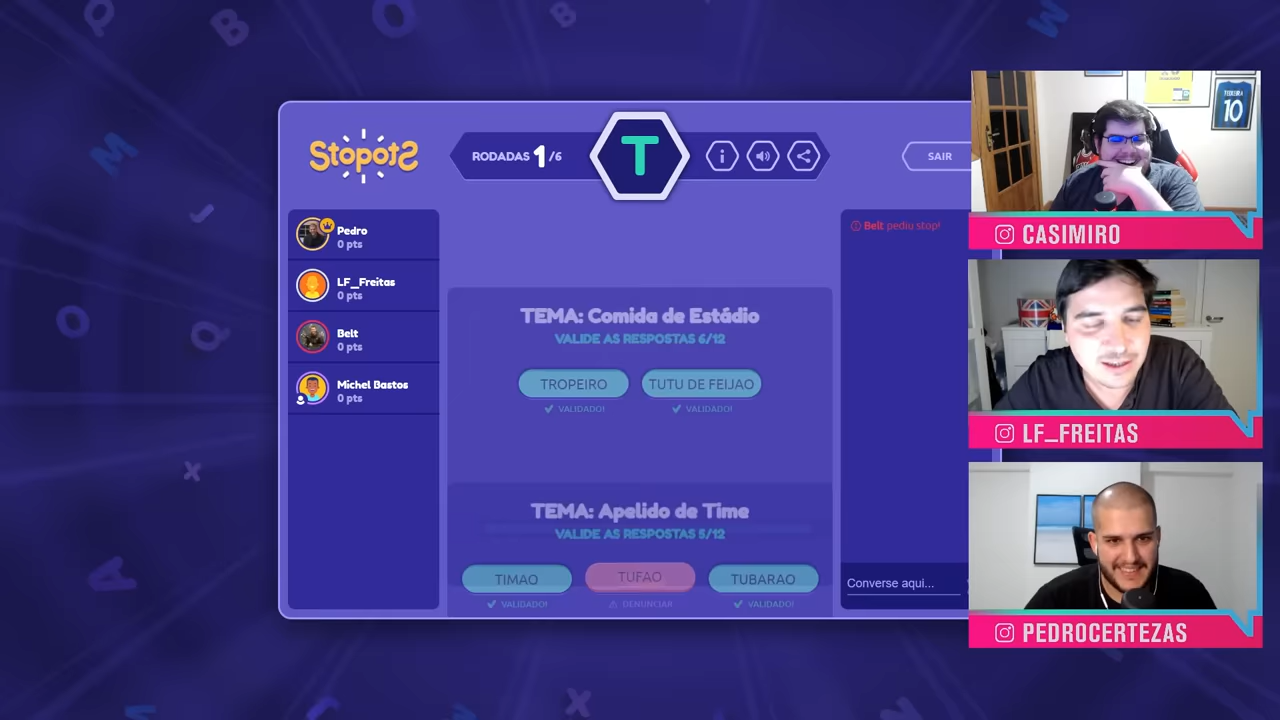 StopotS
RODADAS 1/6
T
SAIR
Pedro
0 pts
LF_Freitas
0 pts
Belt
0 pts
Michel Bastos
0 pts
TEMA: Comida de Estádio
VALIDE AS RESPOSTAS 6/12
TROPEIRO
TUTU DE FEIJAO
VALIDADO!
VALIDADO!
TEMA: Apelido de Time
VALIDE AS RESPOSTAS 5/12
TIMAO
TUFAO
TUBARAO
VALIDADO!
DENUNCIAR
VALIDADO!
Belt pediu stop!
Converse aqui...
10
CASIMIRO
LF_FREITAS
PEDROCERTEZAS